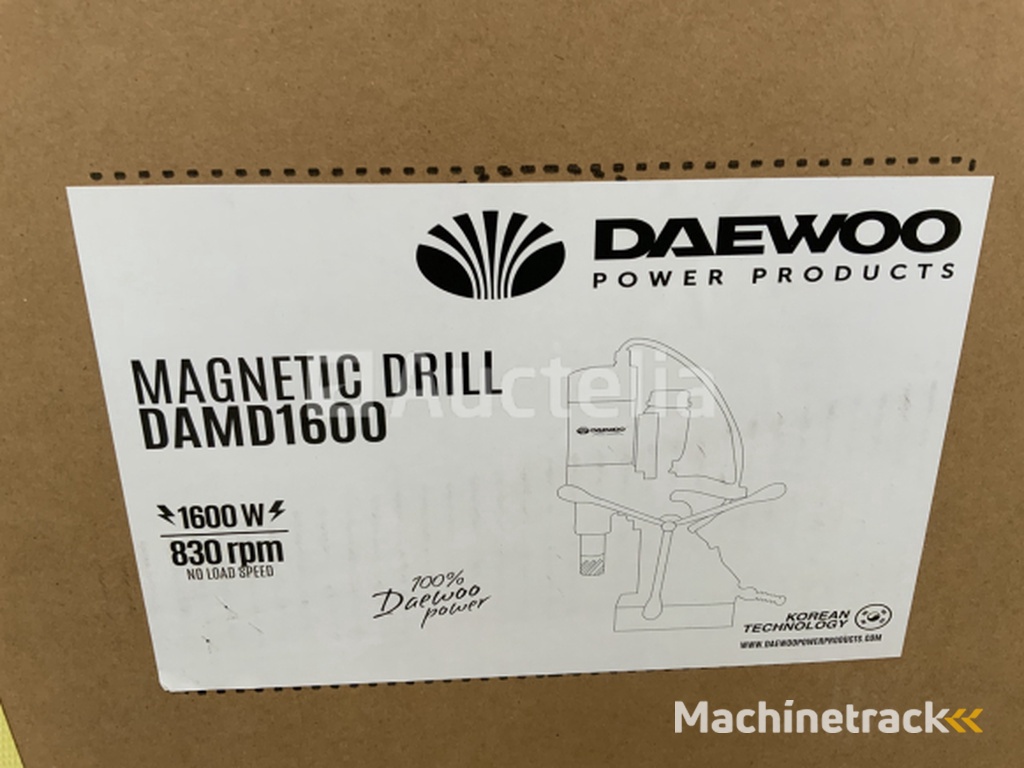 DAEWOO
POWER PRODUCTS
MAGNETIC DRILL
DAMD1600
Auctelia
DAEWOO
1600 W
830 rpm
NO LOAD SPEED
100%
Daewoo
power
KOREAN
TECHNOLOGY
WWW.DAEWOOPOWERPRODUCTS.COM
Machinetrack